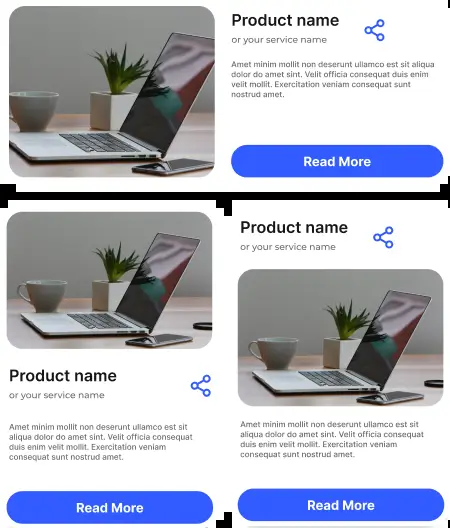 Product name
or your service name
Amet minim mollit non deserunt ullamco est sit aliqua
dolor do amet sint. Velit officia consequat duis enim
velit mollit. Exercitation veniam consequat sunt
nostrud amet.
Read More
Product name
or your service name
Amet minim mollit non deserunt ullamco est sit
aliqua dolor do amet sint. Velit officia consequat
duis enim velit mollit. Exercitation veniam
consequat sunt nostrud amet.
Read More
Product name
or your service name
Amet minim mollit non deserunt ullamco est sit
aliqua dolor do amet sint. Velit officia consequat
duis enim velit mollit. Exercitation veniam
consequat sunt nostrud amet.
Read More